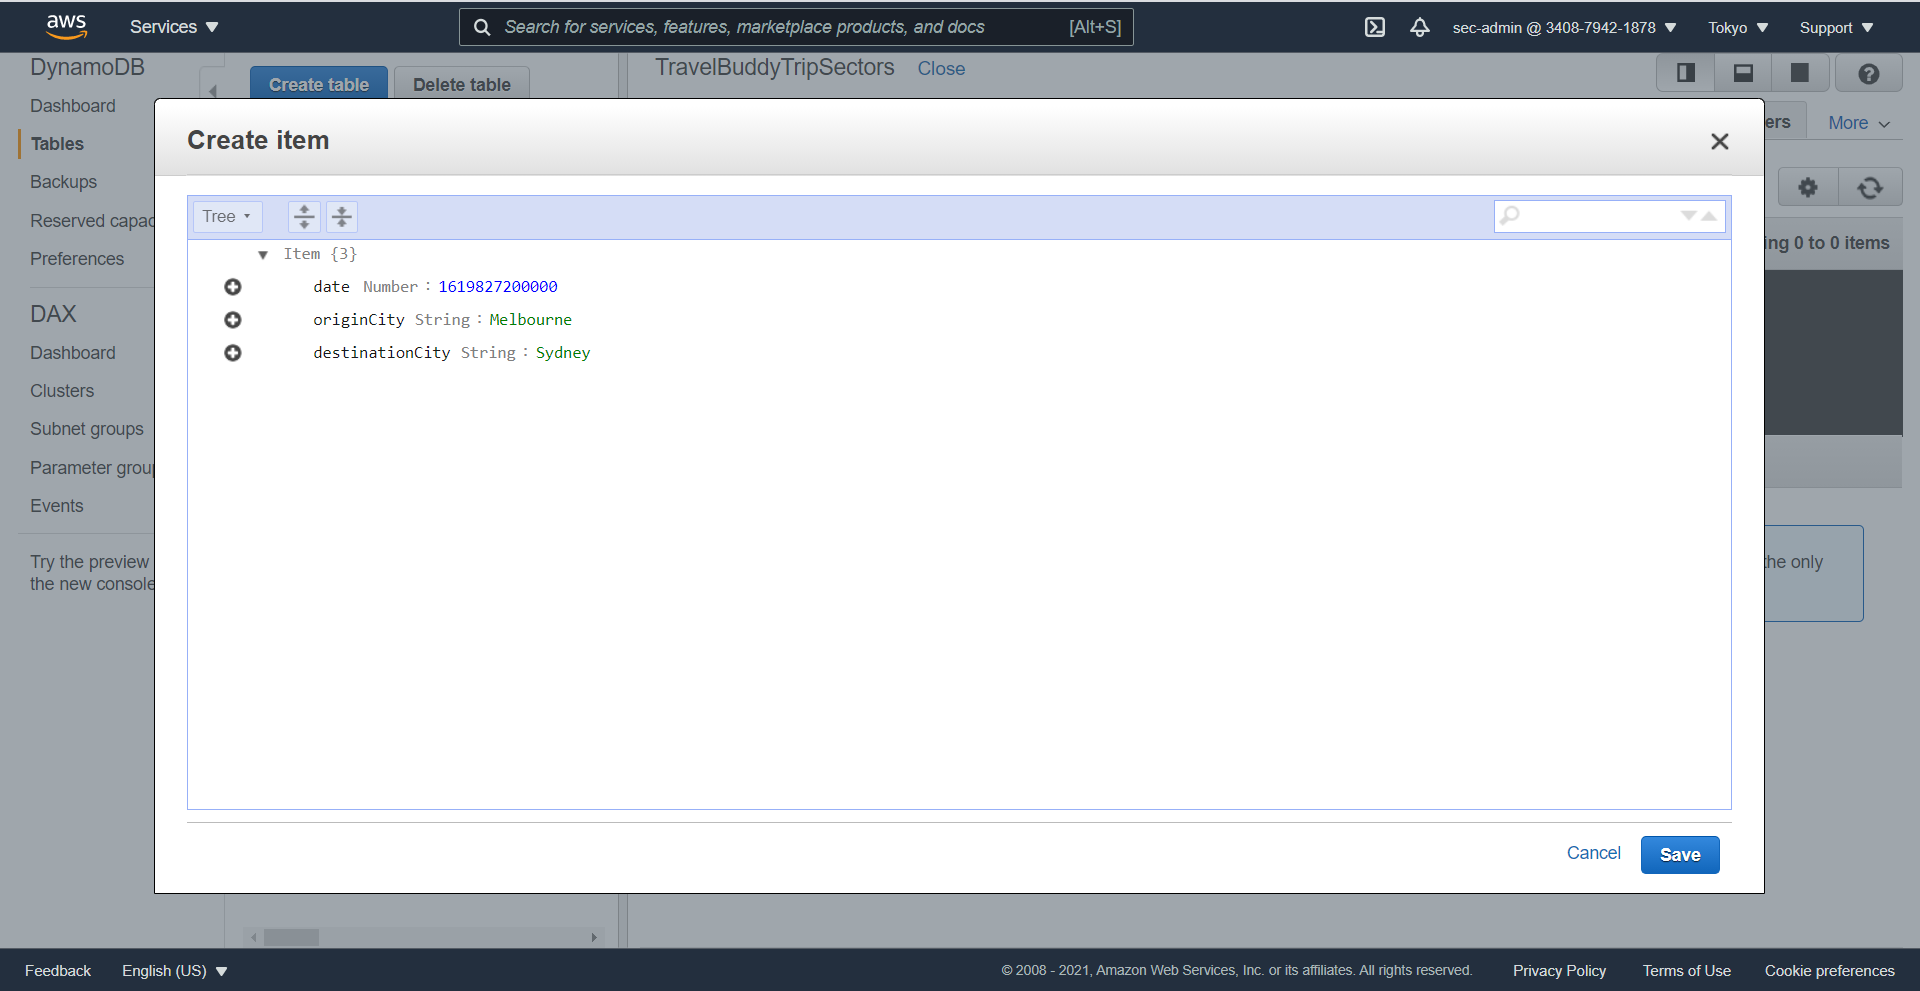 aws
Services
Search for services, features, marketplace products, and docs [Alt+S]
sec-admin @ 3408-7942-1878
Tokyo
Support
DynamoDB
Dashboard
Tables
Backups
Reserved capac
Preferences
DAX
Dashboard
Clusters
Subnet groups
Parameter group
Events
Try the preview
the new console
Create table
Delete table
TravelBuddyTripSectors Close
ers
More
ing 0 to 0 items
the only
Create item
Tree
Item {3}
date Number : 1619827200000
originCity String : Melbourne
destinationCity String : Sydney
Cancel
Save
Feedback
English (US)
© 2008 - 2021, Amazon Web Services, Inc. or its affiliates. All rights reserved.
Privacy Policy
Terms of Use
Cookie preferences